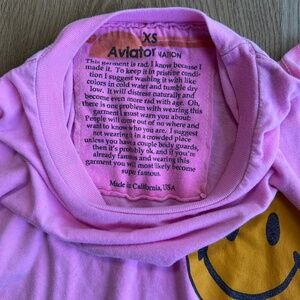 XS
Aviator NATION
This garment is rad, I know because I
made it. To keep it in pristine condi-
tion I suggest washing it with like
colors in cold water and tumble dry
low. It will distress naturally and
become even more rad with age. Oh,
there is one problem with wearing this
garment I must warn you about:
People will come out of no where and
want to know who you are. I suggest
not wearing it in a crowded place
unless you have a couple body guards,
then it's probably ok, and if you're
already famous and wearing this
garment you will most likely become
supa famous.
Made in California, USA